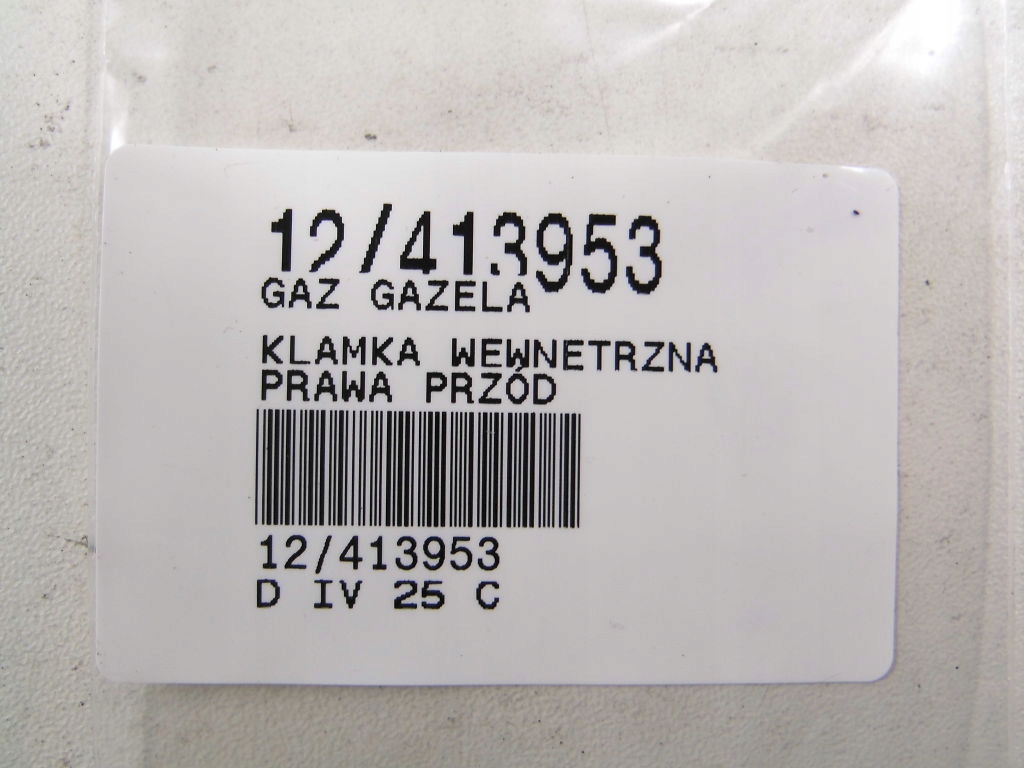 12/413953
GAZ GAZELA
KLAMKA WEWNETRZNA
PRAWA PRZÓD
12/413953
D IV 25 C